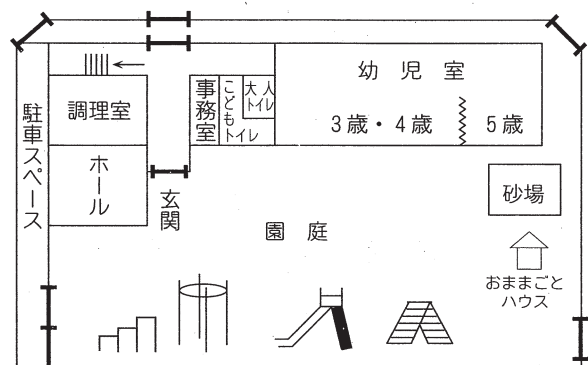 幼児室
3歳・4歳
5歳
調理室
事務室
こどもトイレ
大人
トイレ
駐車スペース
ホール
玄関
園庭
砂場
おままごと
ハウス